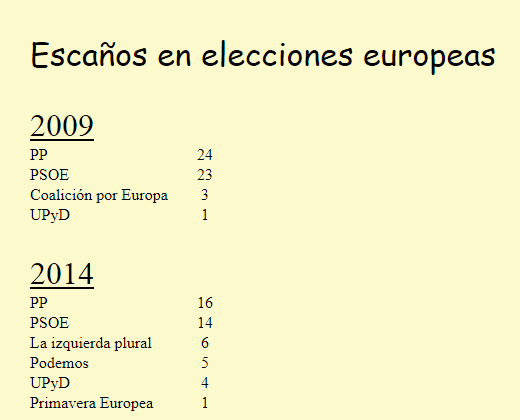 Escaños en elecciones europeas
2009
PP 24
PSOE 23
Coalición por Europa 3
UPyD 1
2014
PP 16
PSOE 14
La izquierda plural 6
Podemos 5
UPyD 4
Primavera Europea 1